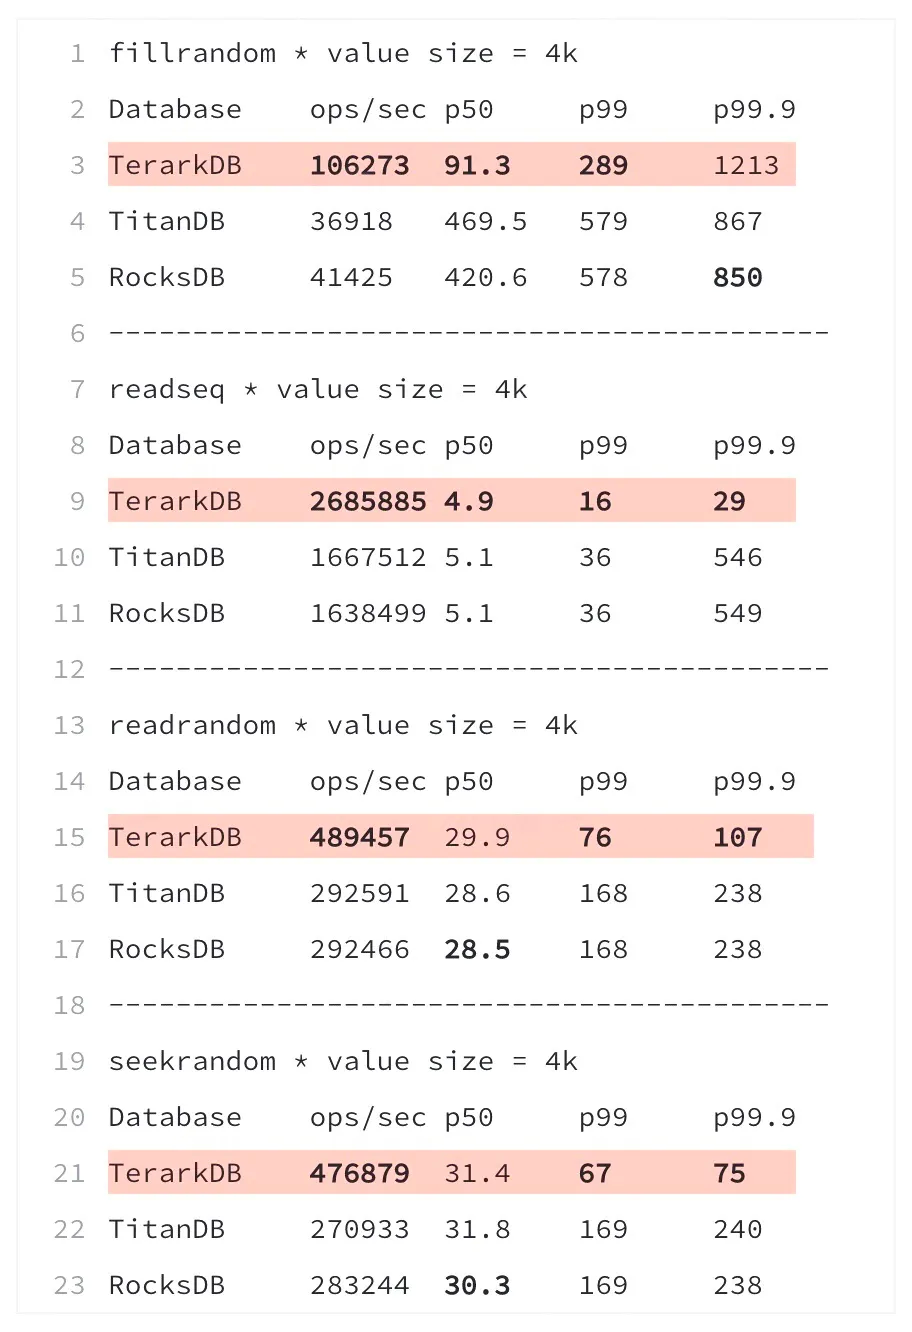 1 fillrandom * value size = 4k
2 Database ops/sec p50 p99 p99.9
3 TerarkDB 106273 91.3 289 1213
4 TitanDB 36918 469.5 579 867
5 RocksDB 41425 420.6 578 850
6 -------------------------------------------
7 readseq * value size = 4k
8 Database ops/sec p50 p99 p99.9
9 TerarkDB 2685885 4.9 16 29
10 TitanDB 1667512 5.1 36 546
11 RocksDB 1638499 5.1 36 549
12 -------------------------------------------
13 readrandom * value size = 4k
14 Database ops/sec p50 p99 p99.9
15 TerarkDB 489457 29.9 76 107
16 TitanDB 292591 28.6 168 238
17 RocksDB 292466 28.5 168 238
18 -------------------------------------------
19 seekrandom * value size = 4k
20 Database ops/sec p50 p99 p99.9
21 TerarkDB 476879 31.4 67 75
22 TitanDB 270933 31.8 169 240
23 RocksDB 283244 30.3 169 238